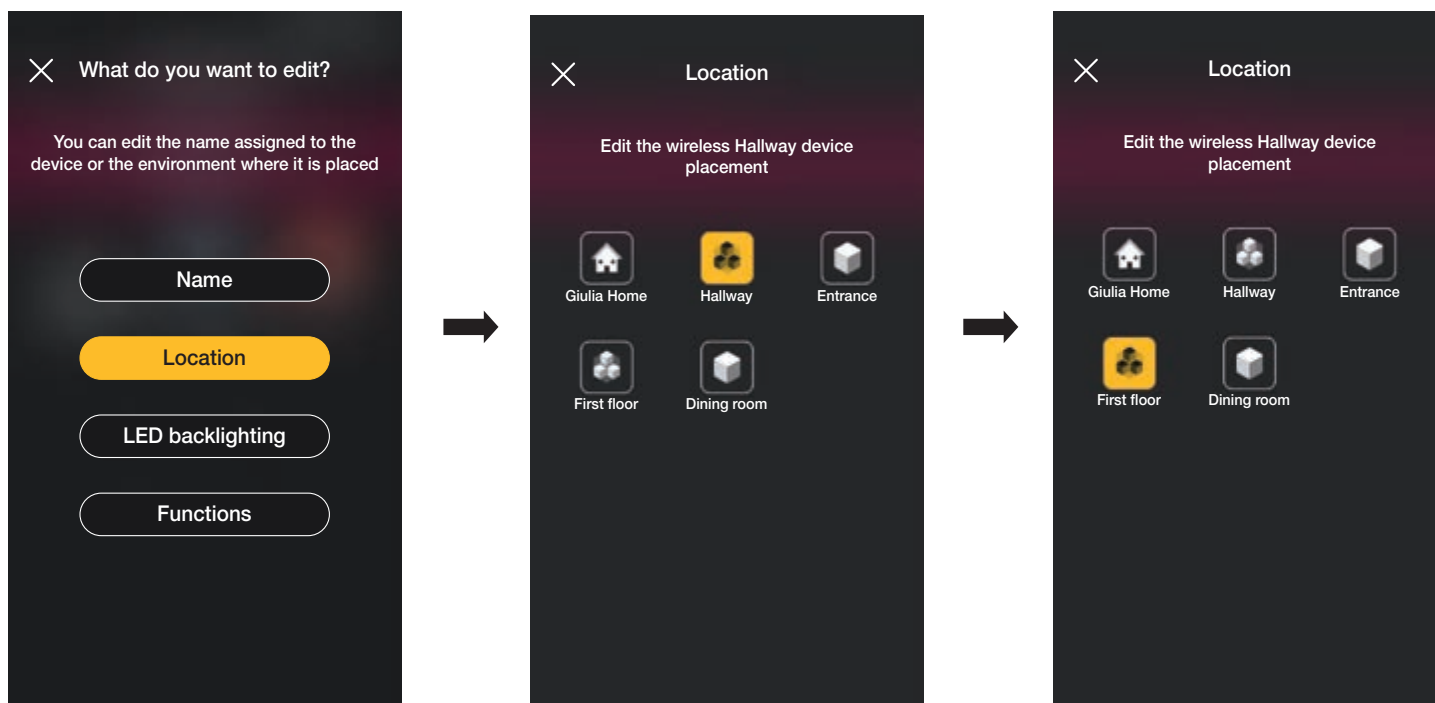 What do you want to edit?
You can edit the name assigned to the
device or the environment where it is placed
Name
Location
LED backlighting
Functions
Location
Edit the wireless Hallway device
placement
Giulia Home
Hallway
Entrance
First floor
Dining room
Location
Edit the wireless Hallway device
placement
Giulia Home
Hallway
Entrance
First floor
Dining room